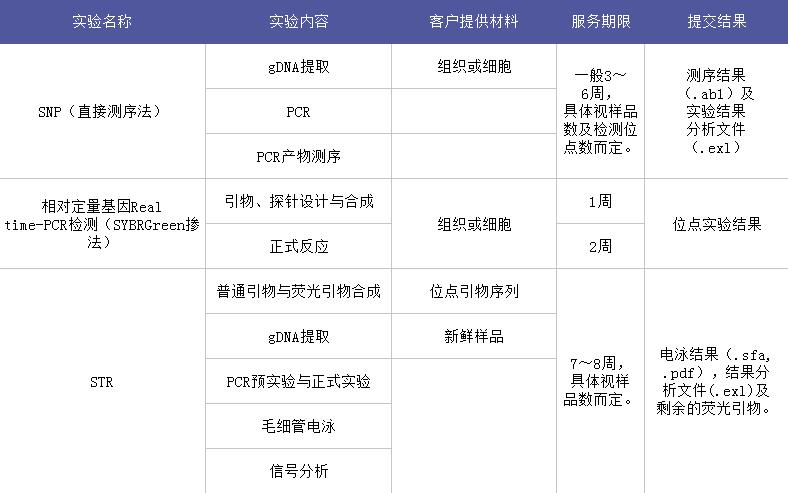 实验名称 实验内容 客户提供材料 服务期限 提交结果
SNP（直接测序法）
gDNA提取
组织或细胞
PCR
PCR产物测序
一般3～
6周，
具体视样品
数及检测位
点数而定。
测序结果
（.ab1）及
实验结果
分析文件
（.exl）
相对定量基因Real
time-PCR检测（SYBRGreen掺
法）
引物、探针设计与合成
组织或细胞
1周
位点实验结果
正式反应
2周
STR
普通引物与荧光引物合成
位点引物序列
gDNA提取
新鲜样品
PCR预实验与正式实验
毛细管电泳
信号分析
7～8周，
具体视样
品数而定。
电泳结果（.sfa,
.pdf），结果分
析文件(.exl)及
剩余的荧光引物。